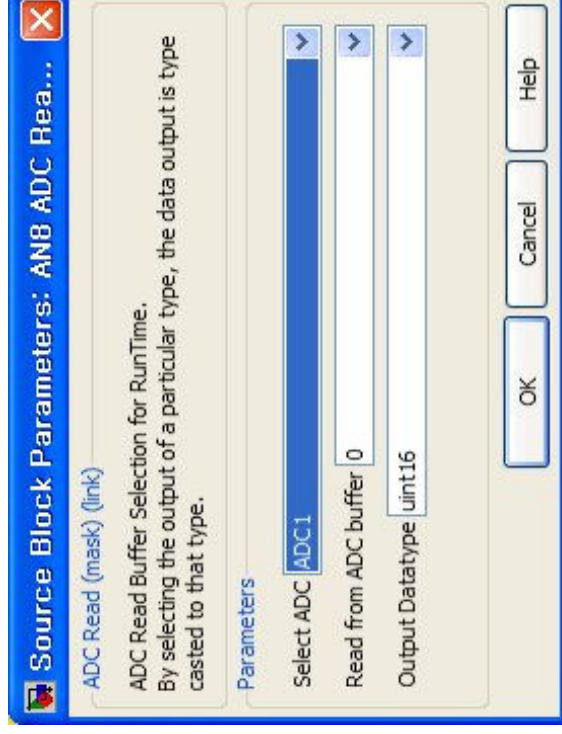 Source Block Parameters: AN8 ADC Rea...
ADC Read (mask) (link)
ADC Read Buffer Selection for RunTime.
By selecting the output of a particular type, the data output is type
casted to that type.
Parameters
Select ADC ADC1
Read from ADC buffer 0
Output Datatype uint16
OK Cancel Help